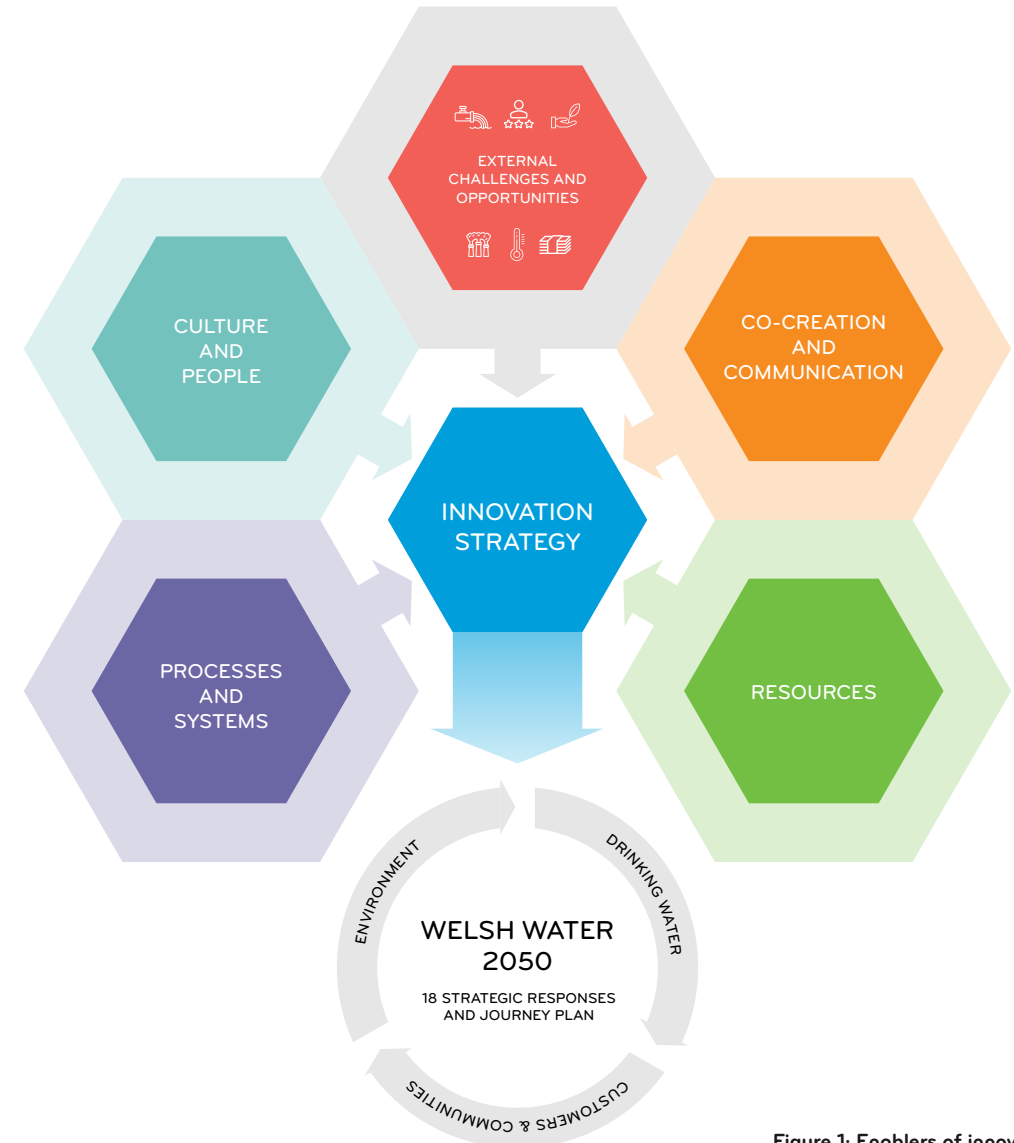 EXTERNAL
CHALLENGES AND
OPPORTUNITIES
CULTURE
AND
PEOPLE
CO-CREATION
AND
COMMUNICATION
INNOVATION
STRATEGY
PROCESSES
AND
SYSTEMS
RESOURCES
ENVIRONMENT
DRINKING WATER
WELSH WATER
2050
18 STRATEGIC RESPONSES
AND JOURNEY PLAN
CUSTOMERS & COMMUNITIES
Figure 1: Enablers of